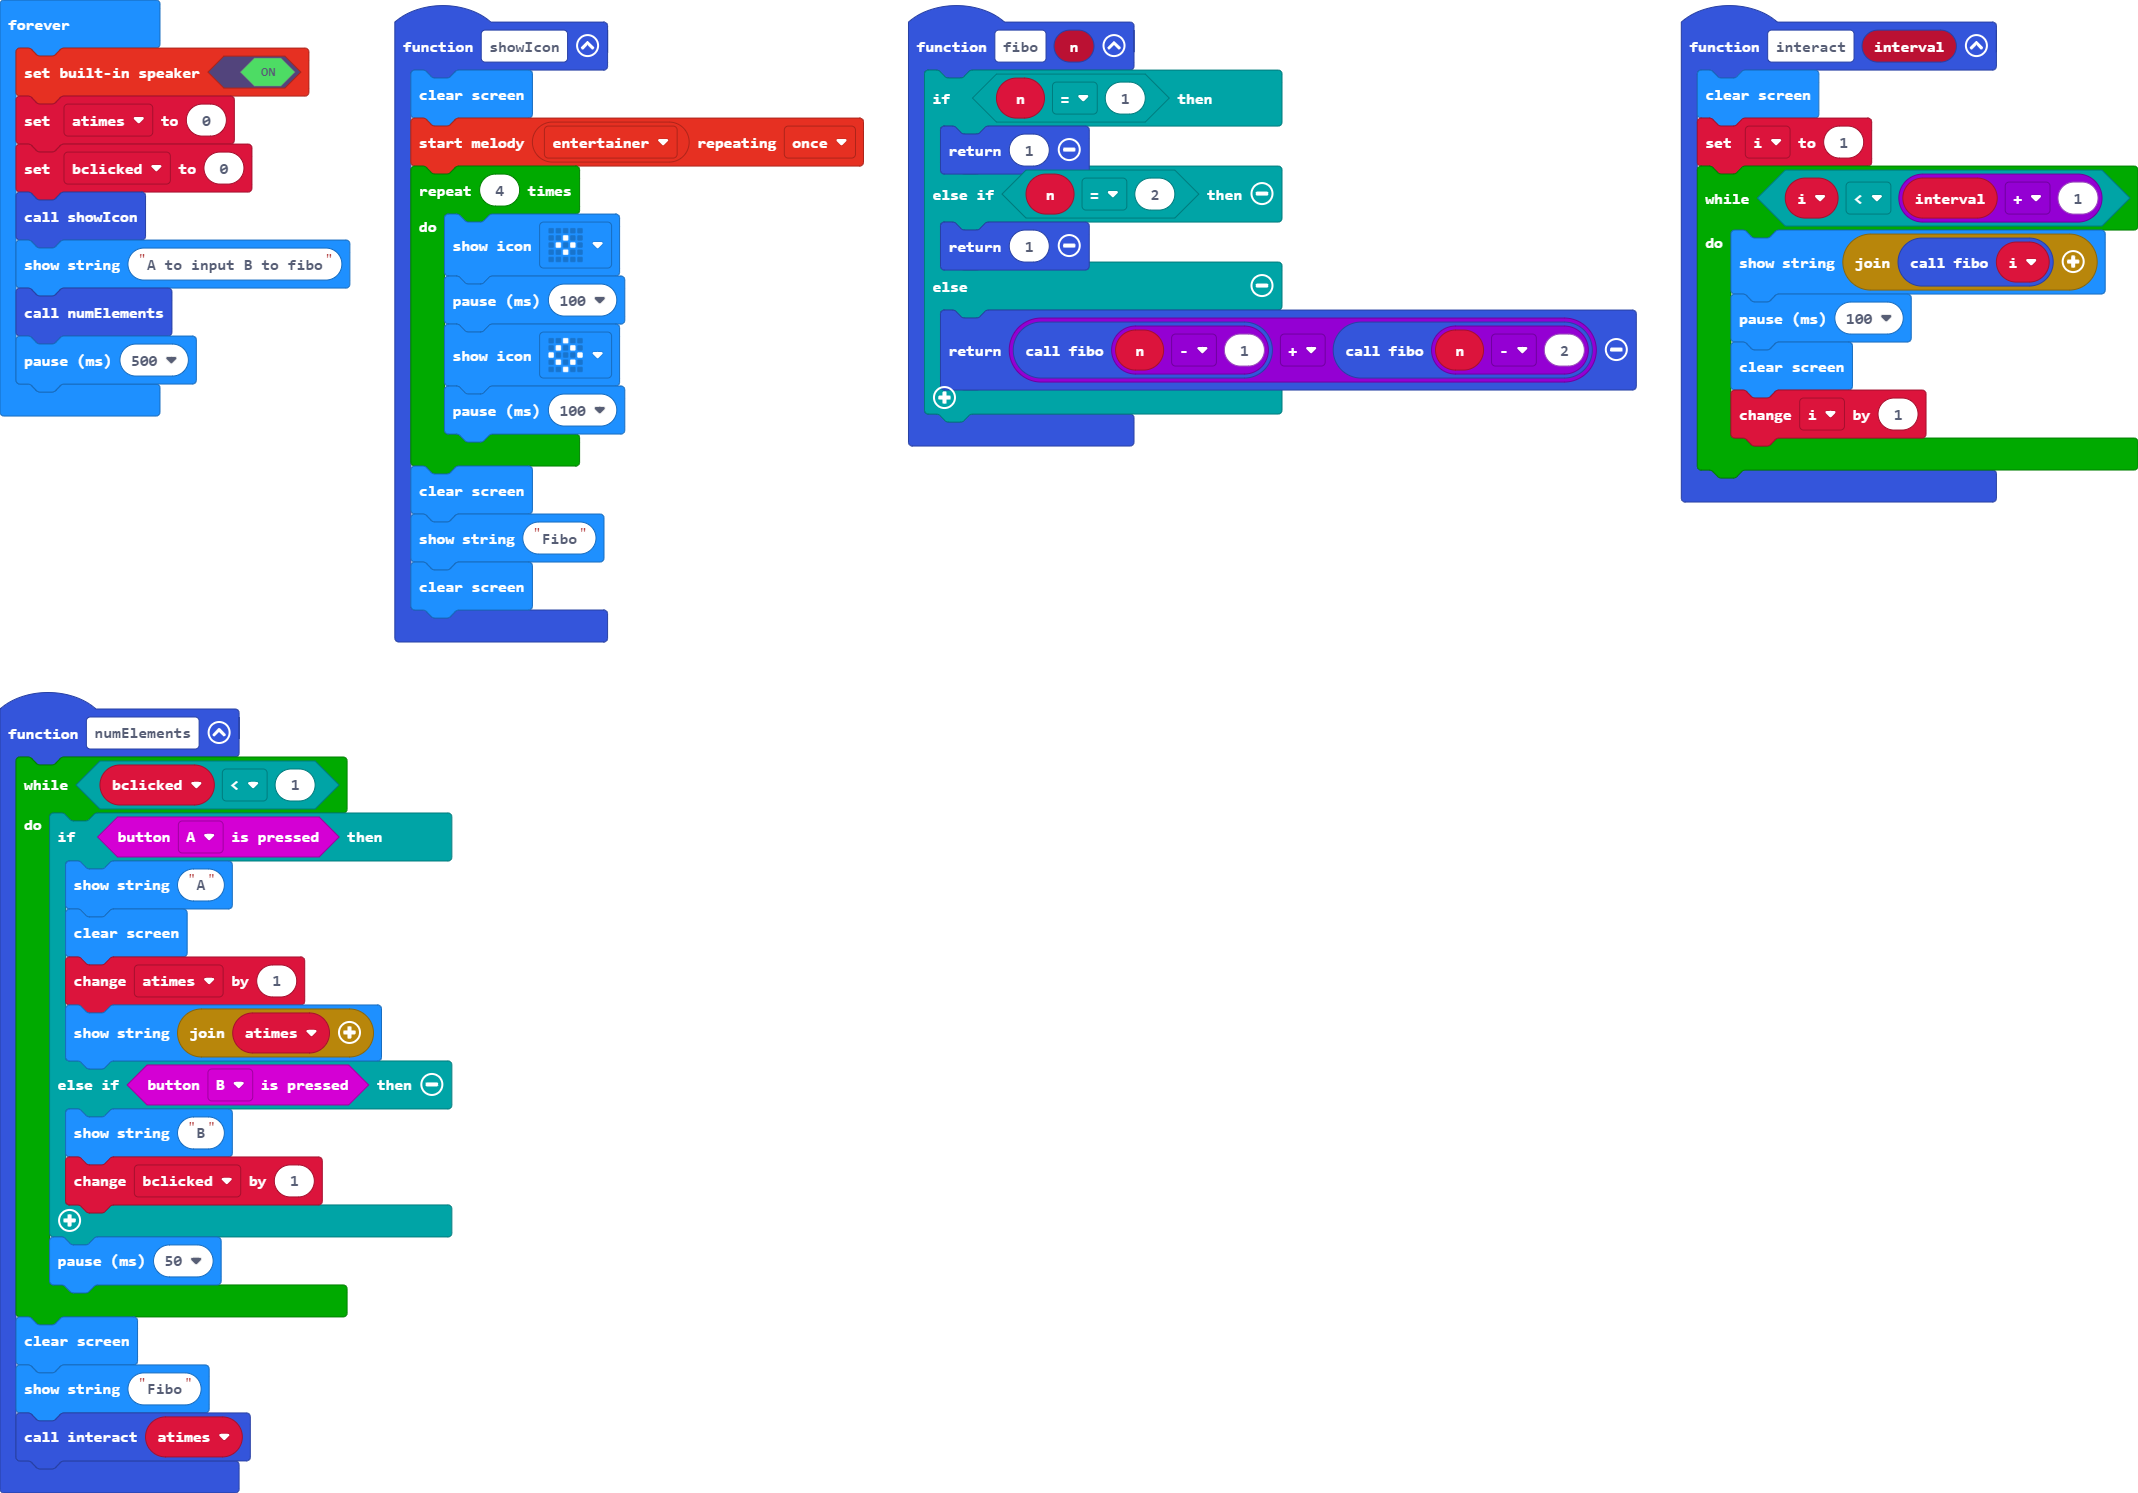 forever
set built-in speaker ON
set atimes to 0
set bclicked to 0
call showIcon
show string "A to input B to fibo"
call numElements
pause (ms) 500
function showIcon
clear screen
start melody entertainer repeating once
repeat 4 times
do
show icon
pause (ms) 100
show icon
pause (ms) 100
clear screen
show string "Fibo"
clear screen
function fibo n
if n = 1 then
return 1
else if n = 2 then
return 1
else
return call fibo n - 1 + call fibo n - 2
function interact interval
clear screen
set i to 1
while i < interval + 1
do
show string join call fibo i
pause (ms) 100
clear screen
change i by 1
function numElements
while bclicked < 1
do
if button A is pressed then
show string "A"
clear screen
change atimes by 1
show string join atimes
else if button B is pressed then
show string "B"
change bclicked by 1
pause (ms) 50
clear screen
show string "Fibo"
call interact atimes